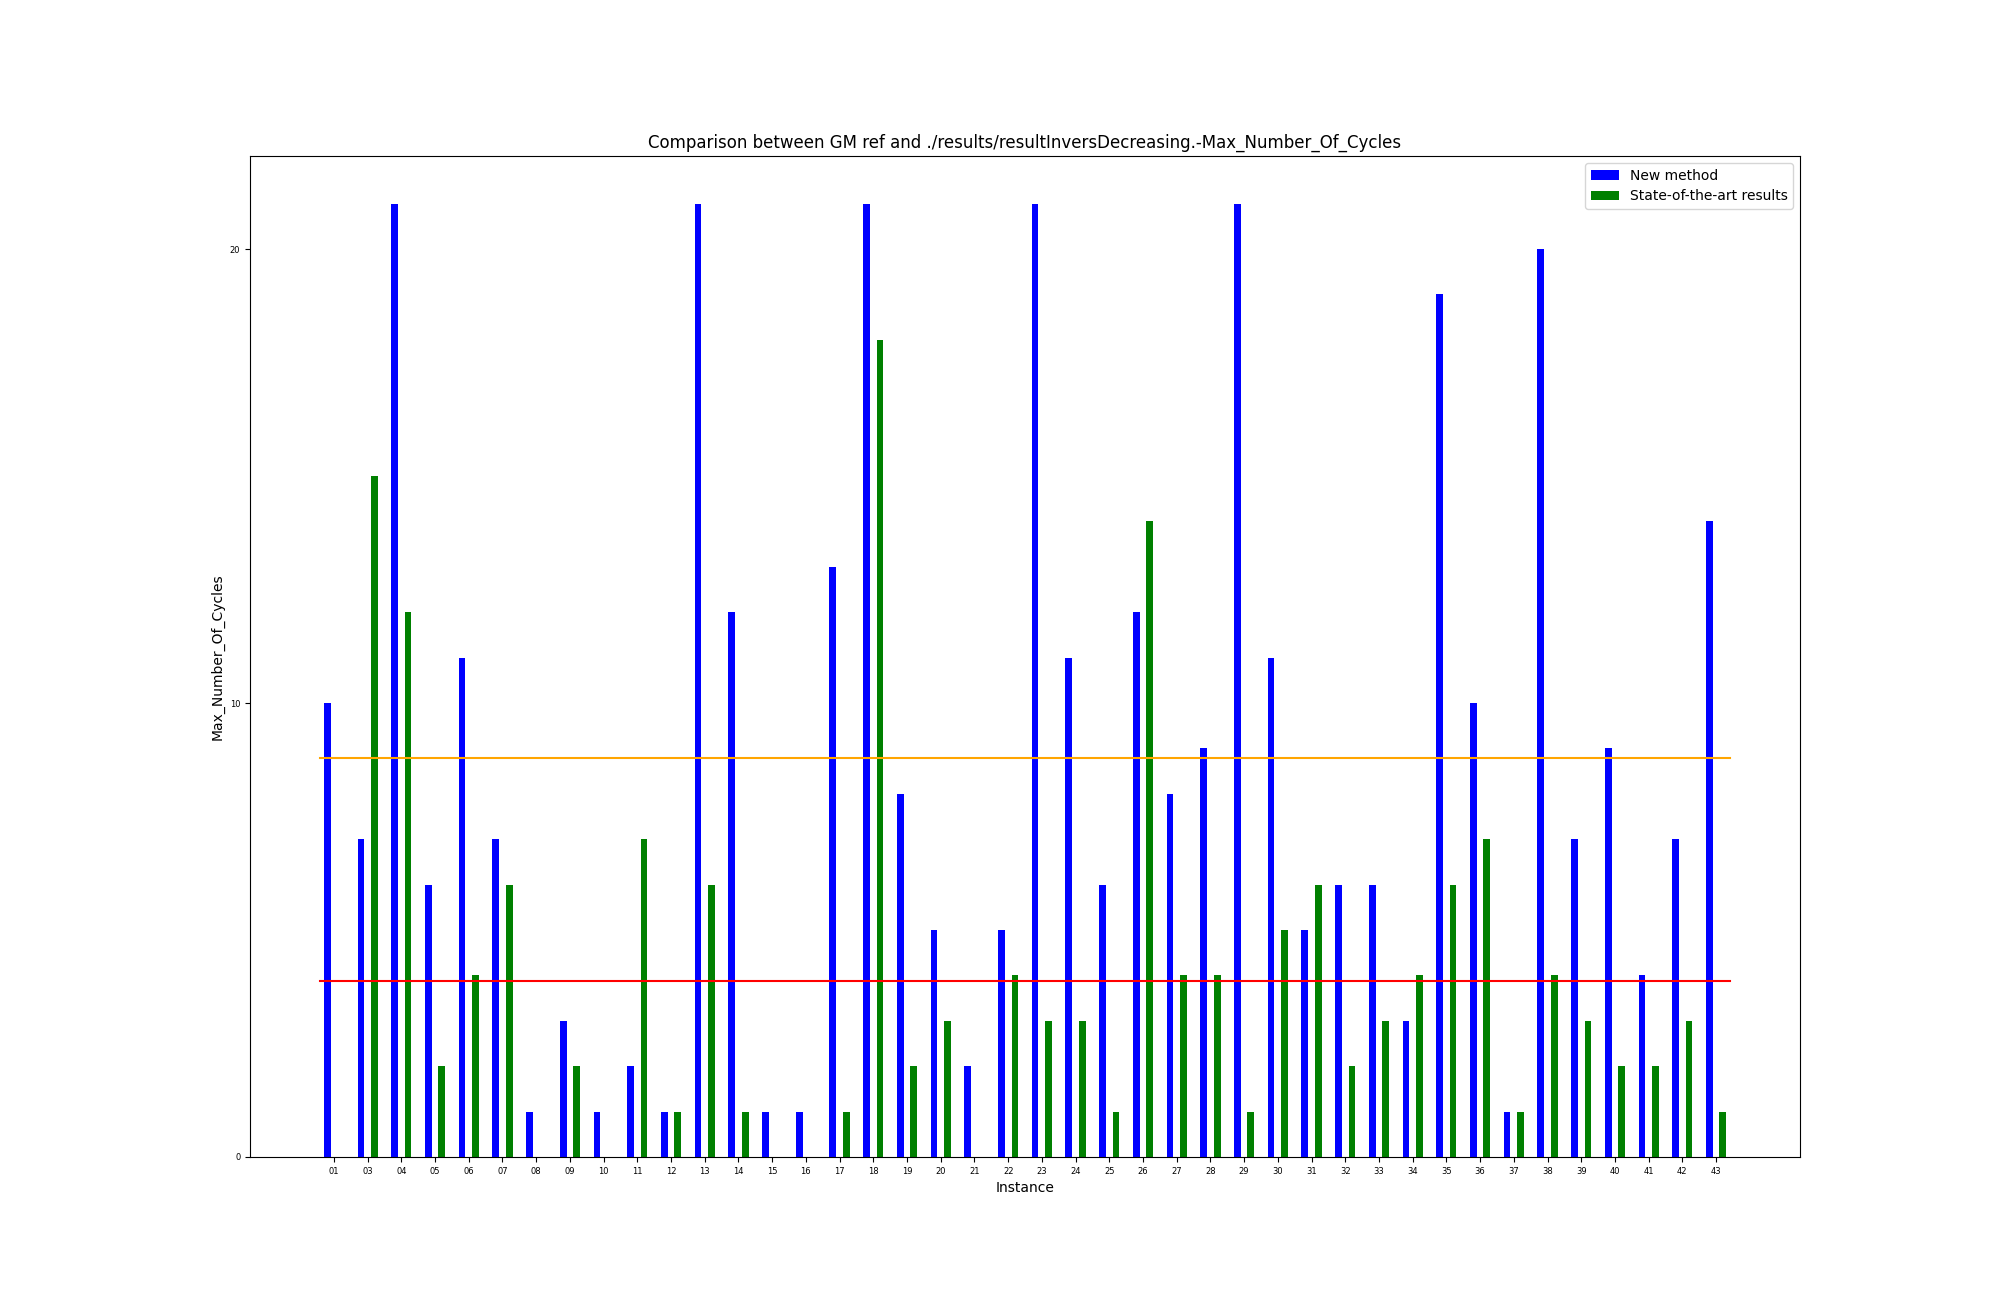 Comparison between GM ref and ./results/resultInversDecreasing.-Max_Number_Of_Cycles
New method
State-of-the-art results
20
10
0
Max_Number_Of_Cycles
01 03 04 05 06 07 08 09 10 11 12 13 14 15 16 17 18 19 20 21 22 23 24 25 26 27 28 29 30 31 32 33 34 35 36 37 38 39 40 41 42 43
Instance